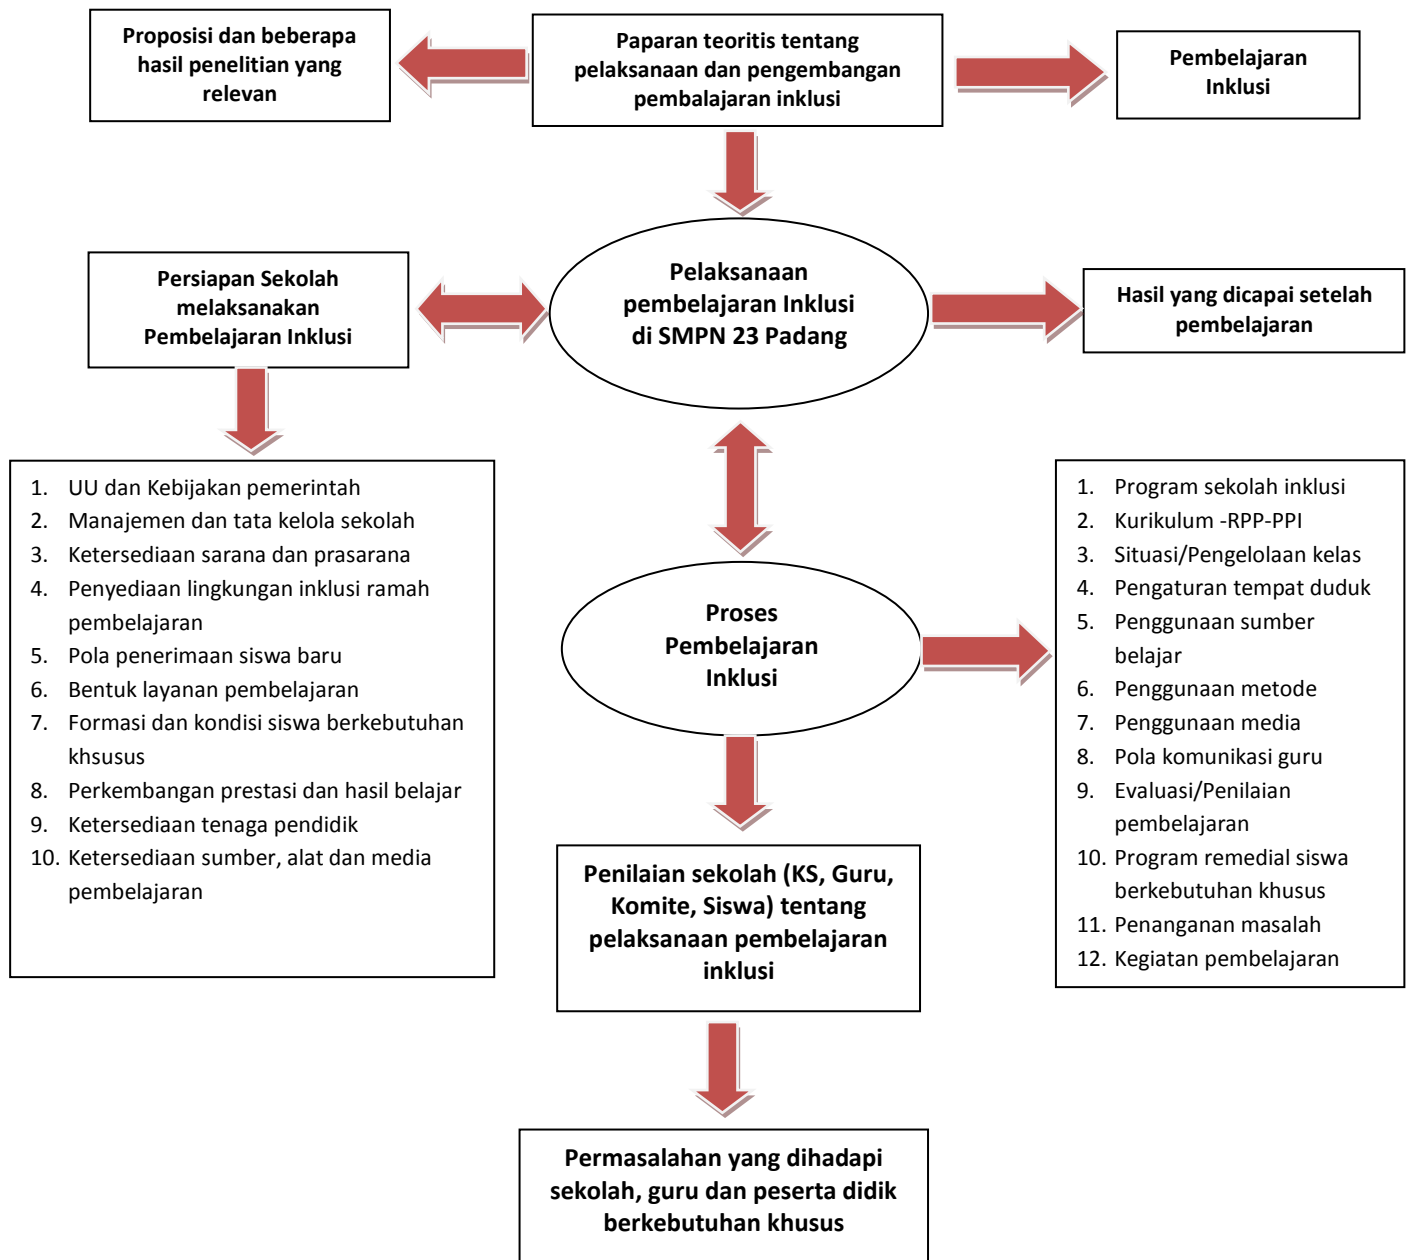 Proposisi dan beberapa
hasil penelitian yang
relevan
Paparan teoritis tentang
pelaksanaan dan pengembangan
pembalajaran inklusi
Pembelajaran
Inklusi
Persiapan Sekolah
melaksanakan
Pembelajaran Inklusi
Pelaksanaan
pembelajaran Inklusi
di SMPN 23 Padang
Hasil yang dicapai setelah
pembelajaran
1. UU dan Kebijakan pemerintah
2. Manajemen dan tata kelola sekolah
3. Ketersediaan sarana dan prasarana
4. Penyediaan lingkungan inklusi ramah
pembelajaran
5. Pola penerimaan siswa baru
6. Bentuk layanan pembelajaran
7. Formasi dan kondisi siswa berkebutuhan
khsusus
8. Perkembangan prestasi dan hasil belajar
9. Ketersediaan tenaga pendidik
10. Ketersediaan sumber, alat dan media
pembelajaran
Proses
Pembelajaran
Inklusi
1. Program sekolah inklusi
2. Kurikulum -RPP-PPI
3. Situasi/Pengelolaan kelas
4. Pengaturan tempat duduk
5. Penggunaan sumber
belajar
6. Penggunaan metode
7. Penggunaan media
8. Pola komunikasi guru
9. Evaluasi/Penilaian
pembelajaran
10. Program remedial siswa
berkebutuhan khusus
11. Penanganan masalah
12. Kegiatan pembelajaran
Penilaian sekolah (KS, Guru,
Komite, Siswa) tentang
pelaksanaan pembelajaran
inklusi
Permasalahan yang dihadapi
sekolah, guru dan peserta didik
berkebutuhan khusus